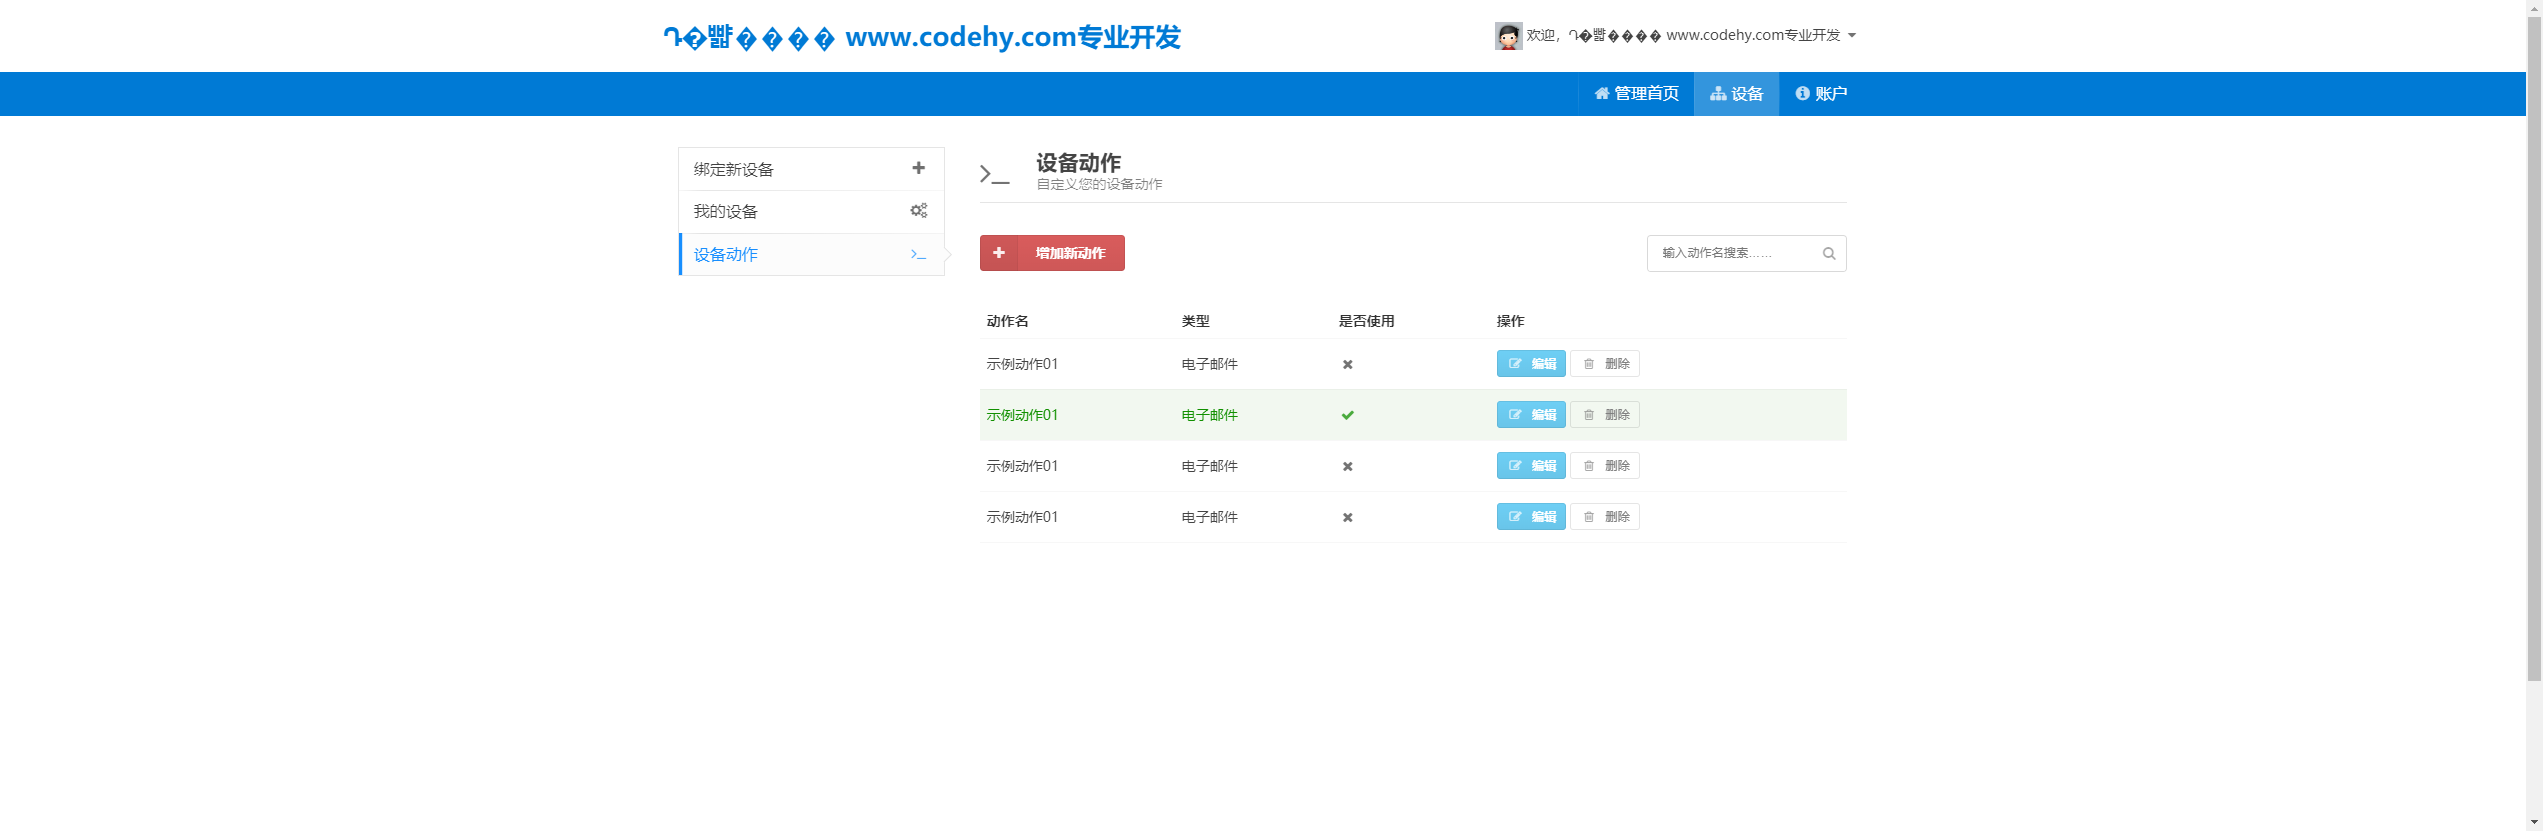 Դ�뾟���� www.codehy.com专业开发
欢迎，Դ�뾟���� www.codehy.com专业开发
管理首页
设备
账户
绑定新设备
我的设备
设备动作
设备动作
自定义您的设备动作
增加新动作
输入动作名搜索……
动作名 类型 是否使用 操作
示例动作01 电子邮件 编辑 删除
示例动作01 电子邮件 编辑 删除
示例动作01 电子邮件 编辑 删除
示例动作01 电子邮件 编辑 删除